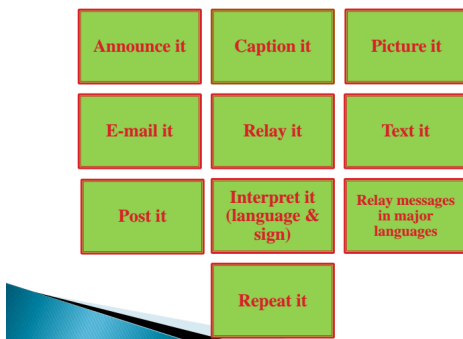 Announce it
Caption it
Picture it
E-mail it
Relay it
Text it
Post it
Interpret it
(language &
sign)
Relay messages
in major
languages
Repeat it